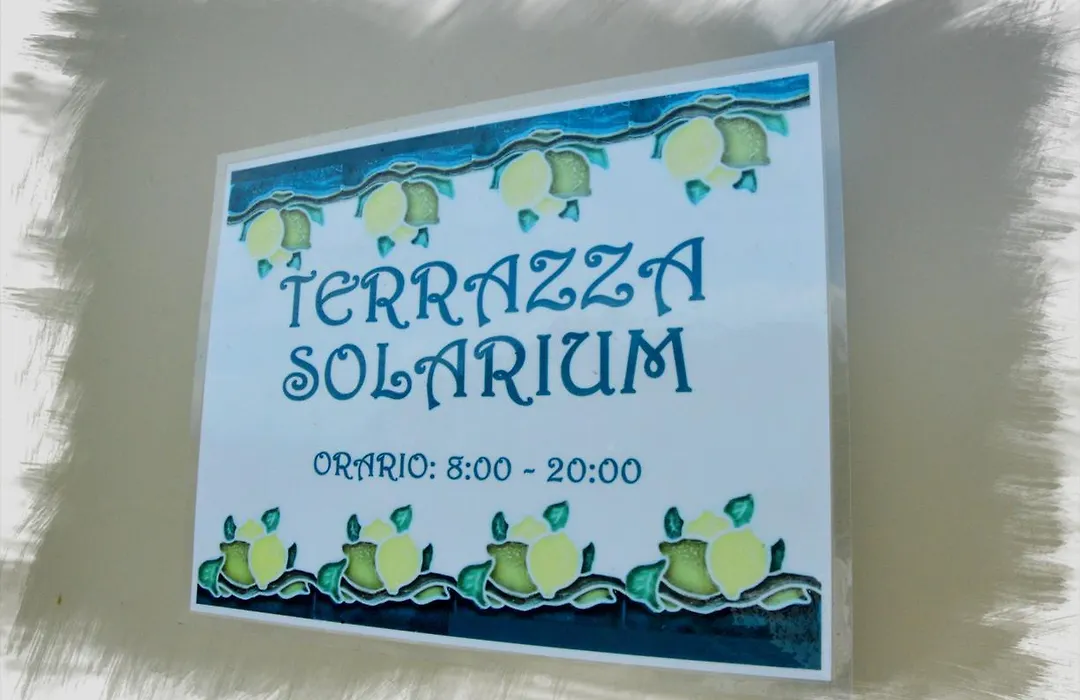 TERRAZZA
SOLARIUM
ORARIO: 8:00 - 20:00